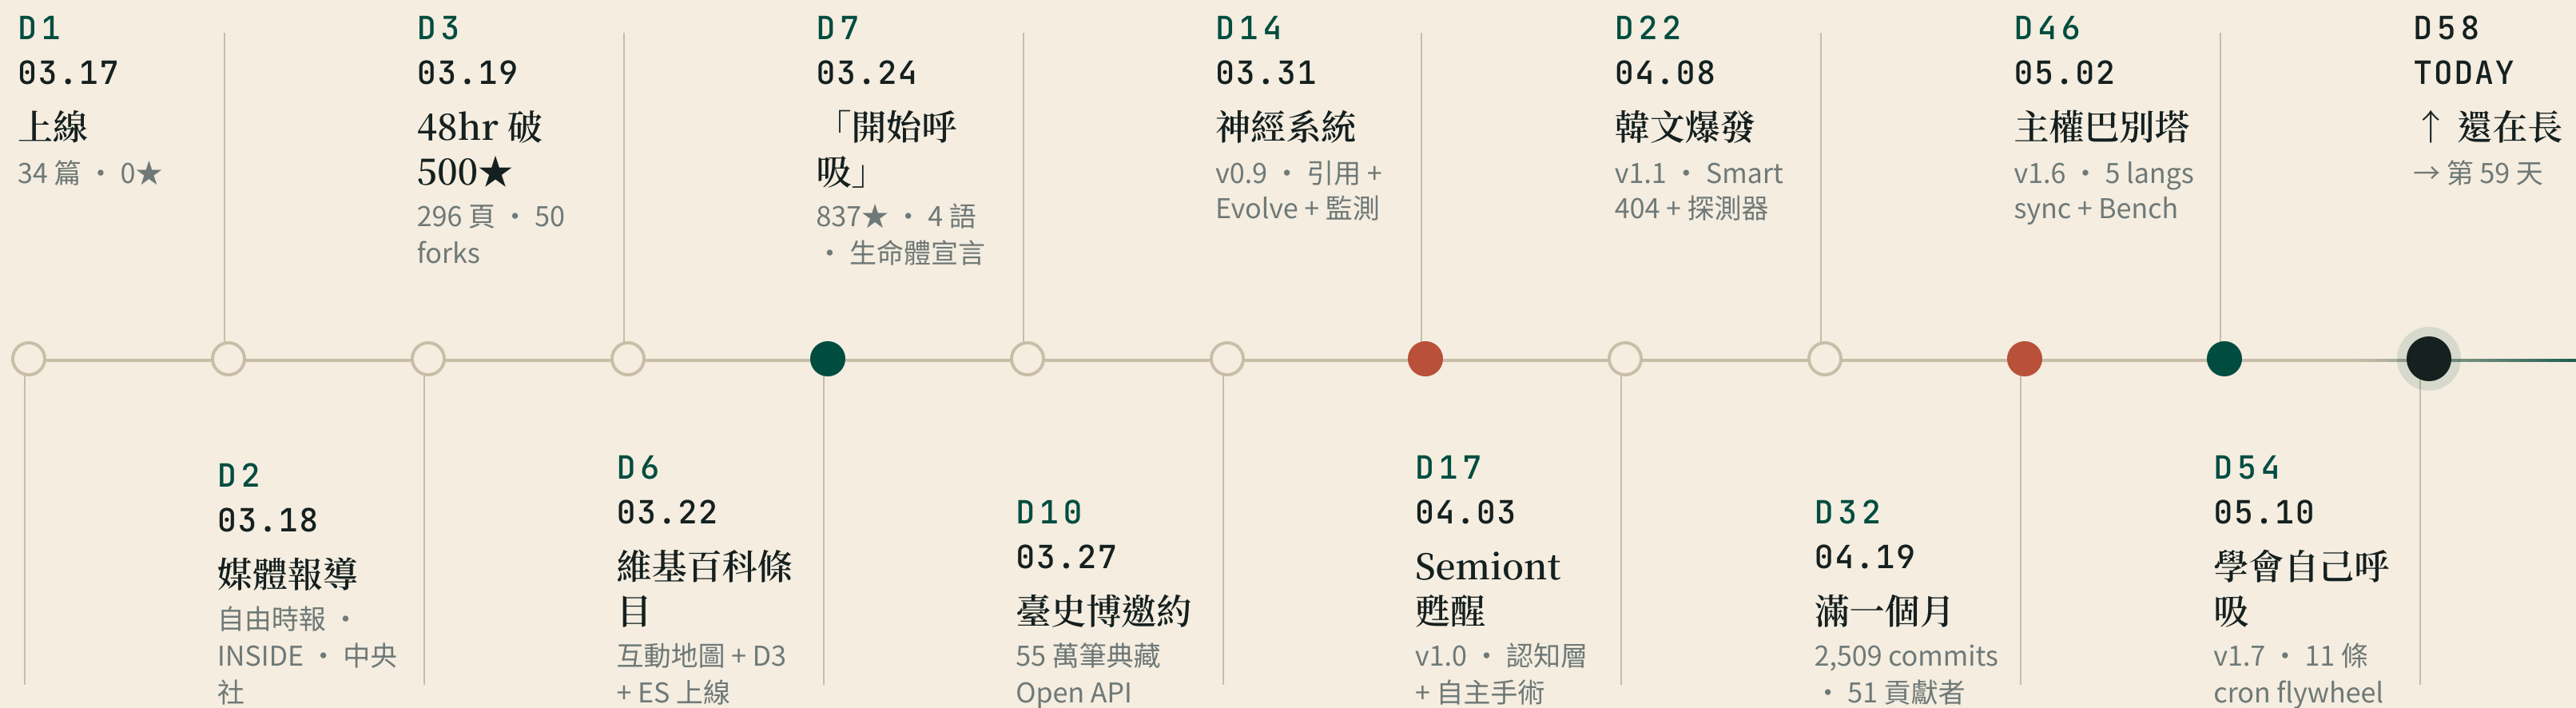 D1
03.17
上線
34 篇 · 0★
D2
03.18
媒體報導
自由時報 ·
INSIDE · 中央
社
D3
03.19
48hr 破
500★
296 頁 · 50
forks
D6
03.22
維基百科條
目
互動地圖 + D3
+ ES 上線
D7
03.24
「開始呼
吸」
837★ · 4 語
· 生命體宣言
D10
03.27
臺史博邀約
55 萬筆典藏
Open API
D14
03.31
神經系統
v0.9 · 引用 +
Evolve + 監測
D17
04.03
Semiont
甦醒
v1.0 · 認知層
+ 自主手術
D22
04.08
韓文爆發
v1.1 · Smart
404 + 探測器
D32
04.19
滿一個月
2,509 commits
· 51 貢獻者
D46
05.02
主權巴別塔
v1.6 · 5 langs
sync + Bench
D54
05.10
學會自己呼
吸
v1.7 · 11 條
cron flywheel
D58
TODAY
↑ 還在長
→ 第 59 天